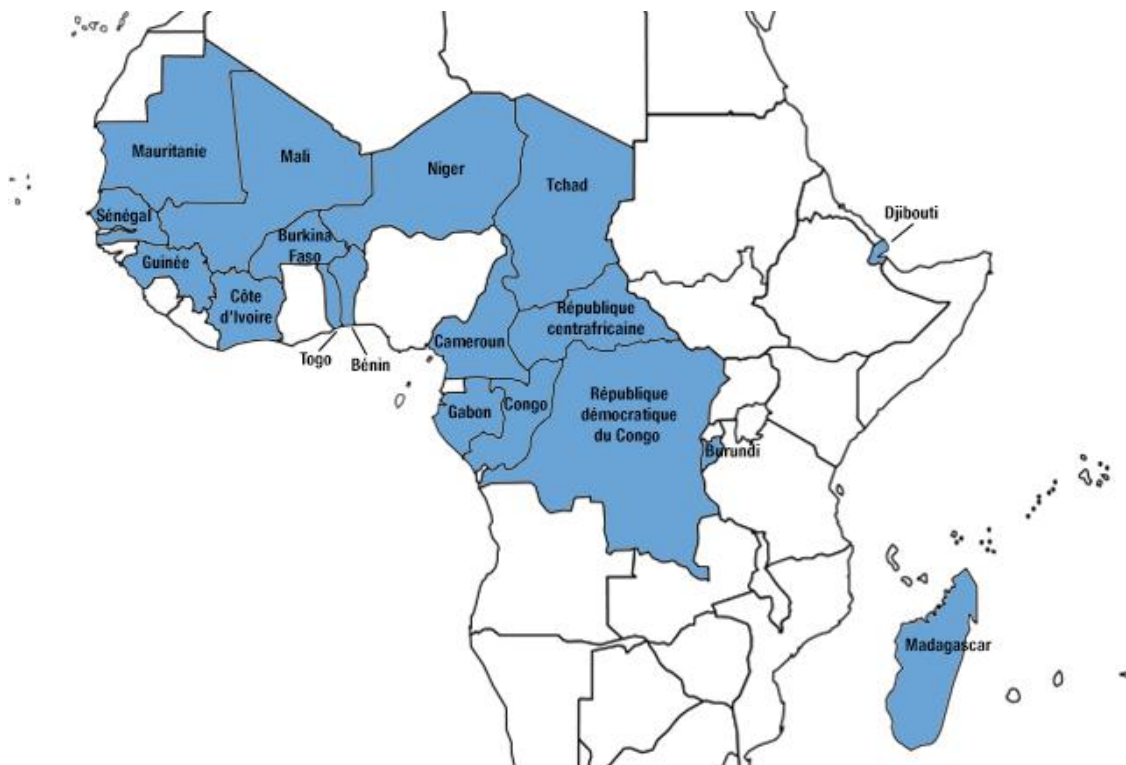 Mauritanie
Mali
Niger
Tchad
Djibouti
Sénégal
Burkina
Faso
Guinée
Côte
d'Ivoire
République
centrafricaine
Cameroun
Togo
Bénin
République
démocratique
du Congo
Gabon
Congo
Burundi
Madagascar